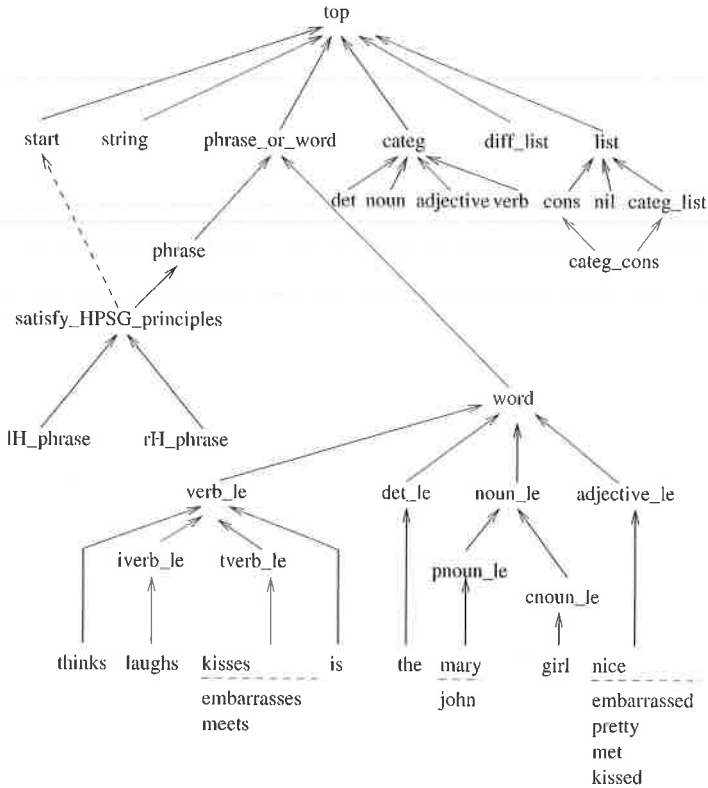 top
start string phrase_or_word categ diff_list list
det noun adjective verb cons nil categ_list
phrase categ_cons
satisfy_HPSG_principles
word
lH_phrase rH_phrase
verb_le det_le noun_le adjective_le
iverb_le tverb_le pnoun_le
cnoun_le
thinks laughs kisses is the mary girl nice
embarrasses john embarrassed
meets pretty
met
kissed